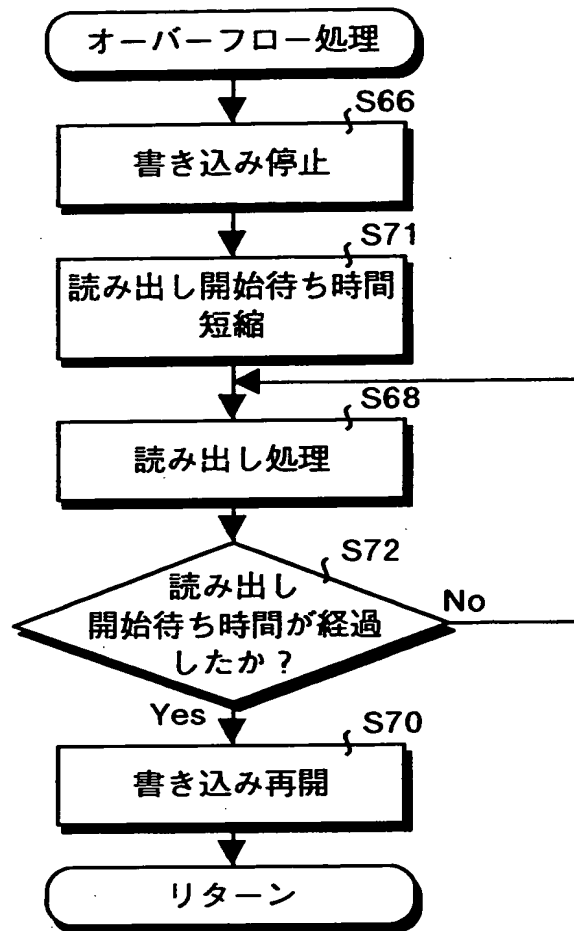 オーバーフロー処理
S66
書き込み停止
S71
読み出し開始待ち時間
短縮
S68
読み出し処理
S72
読み出し
開始待ち時間が経過
したか？
No
Yes
S70
書き込み再開
リターン